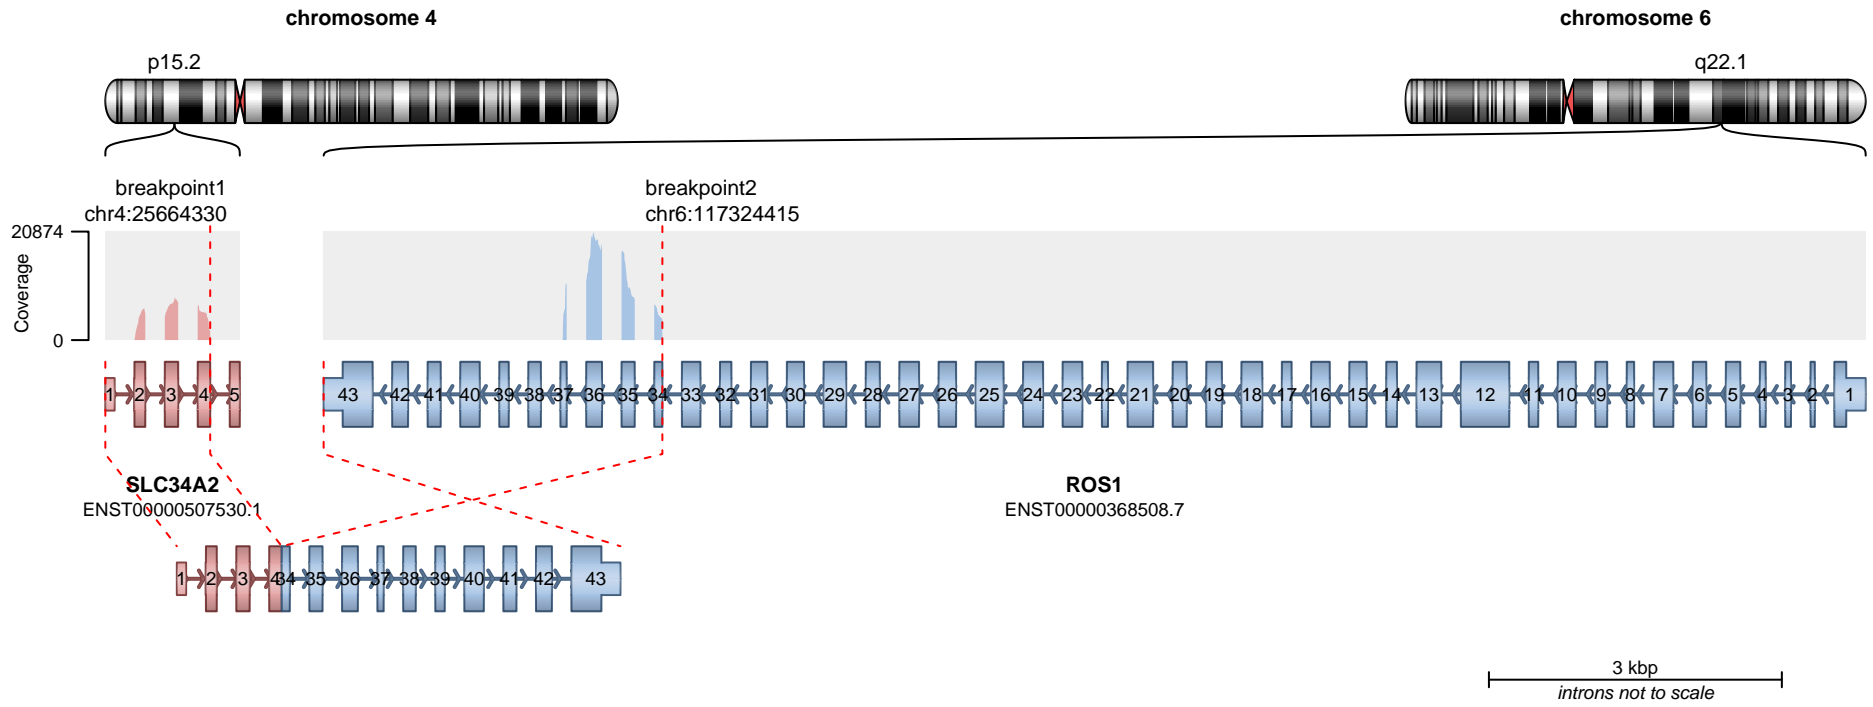 chromosome 4
chromosome 6
p15.2
q22.1
breakpoint1
chr4:25664330
breakpoint2
chr6:117324415
20874
Coverage
0
1 2 3 4 5
43 42 41 40 39 38 37 36 35 34 33 32 31 30 29 28 27 26 25 24 23 22 21 20 19 18 17 16 15 14 13 12 11 10 9 8 7 6 5 4 3 2 1
SLC34A2
ENST00000507530.1
ROS1
ENST00000368508.7
1 2 3 4 34 35 36 37 38 39 40 41 42 43
3 kbp
introns not to scale